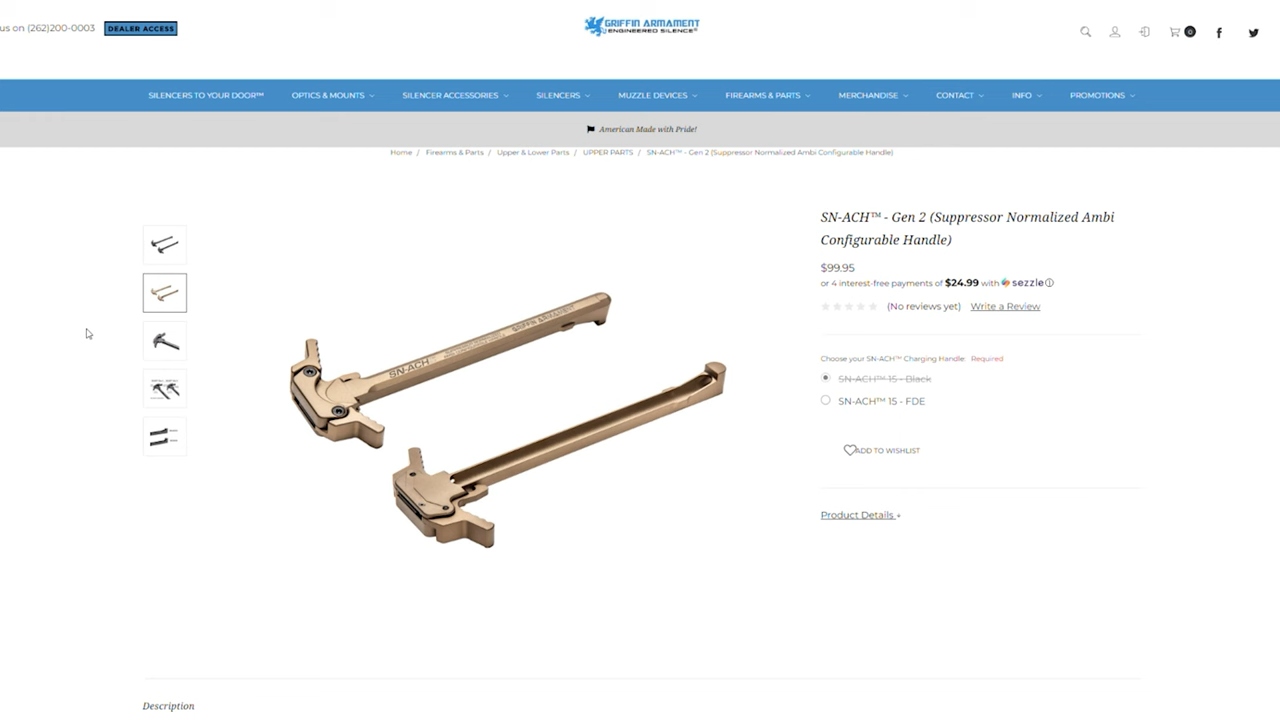 us on (262)200-0003
DEALER ACCESS
GRIFFIN ARMAMENT
ENGINEERED SILENCE®
0
SILENCERS TO YOUR DOOR™
OPTICS & MOUNTS
SILENCER ACCESSORIES
SILENCERS
MUZZLE DEVICES
FIREARMS & PARTS
MERCHANDISE
CONTACT
INFO
PROMOTIONS
American Made with Pride!
Home / Firearms & Parts / Upper & Lower Parts / UPPER PARTS / SN-ACH™ - Gen 2 (Suppressor Normalized Ambi Configurable Handle)
SN-ACH™ - Gen 2 (Suppressor Normalized Ambi
Configurable Handle)
$99.95
or 4 interest-free payments of $24.99 with sezzle
(No reviews yet) Write a Review
Choose your SN-ACH™ Charging Handle: Required
SN-ACH™ 15 - Black
SN-ACH™ 15 - FDE
ADD TO WISHLIST
Product Details +
SN-ACH
GRIFFIN ARMAMENT
Description